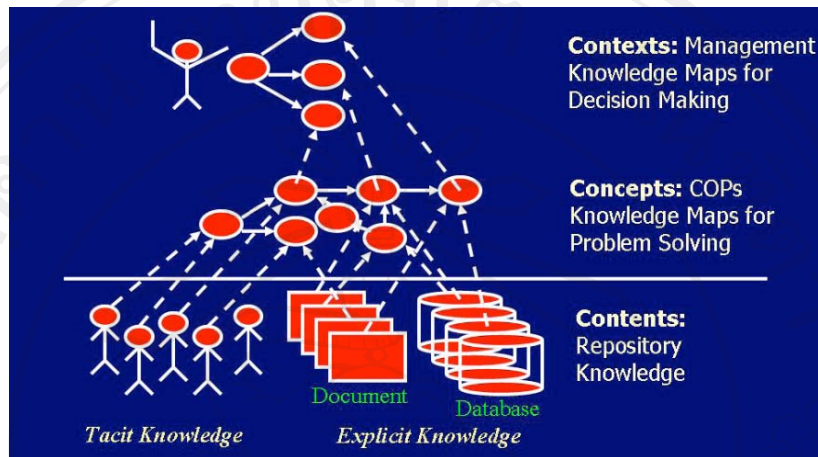 Contexts: Management
Knowledge Maps for
Decision Making
Concepts: COPs
Knowledge Maps for
Problem Solving
Contents:
Repository
Knowledge
Document
Database
Tacit Knowledge
Explicit Knowledge